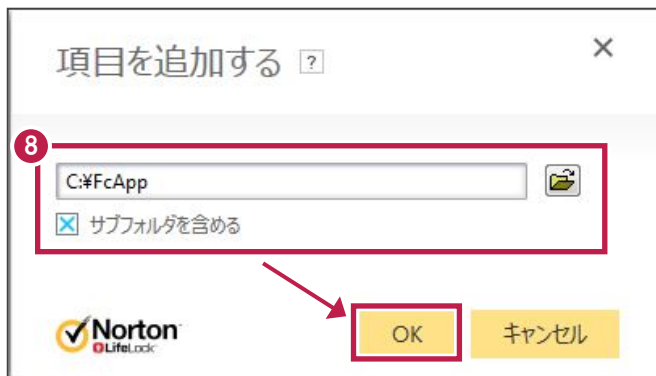 項目を追加する ?
×
8
C:¥FcApp
サブフォルダを含める
Norton
LifeLock
OK
キャンセル